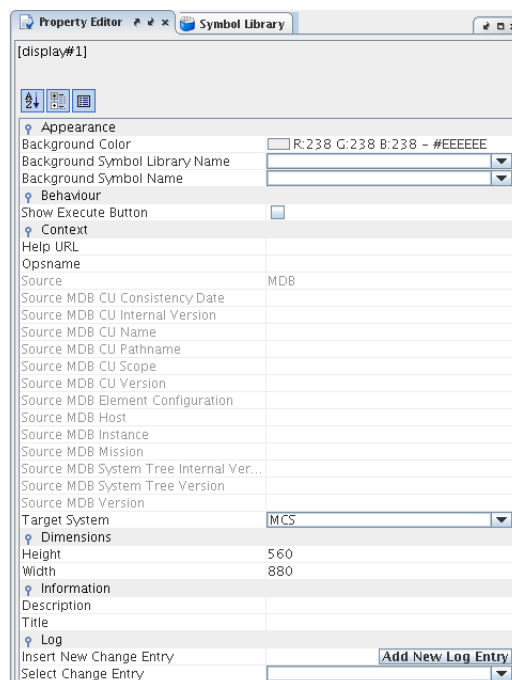 Property Editor
Symbol Library
[display#1]
Appearance
Background Color R:238 G:238 B:238 - #EEEEEE
Background Symbol Library Name
Background Symbol Name
Behaviour
Show Execute Button
Context
Help URL
Opsname
Source MDB
Source MDB CU Consistency Date
Source MDB CU Internal Version
Source MDB CU Name
Source MDB CU Pathname
Source MDB CU Scope
Source MDB CU Version
Source MDB Element Configuration
Source MDB Host
Source MDB Instance
Source MDB Mission
Source MDB System Tree Internal Ver...
Source MDB System Tree Version
Source MDB Version
Target System MCS
Dimensions
Height 560
Width 880
Information
Description
Title
Log
Insert New Change Entry Add New Log Entry
Select Change Entry